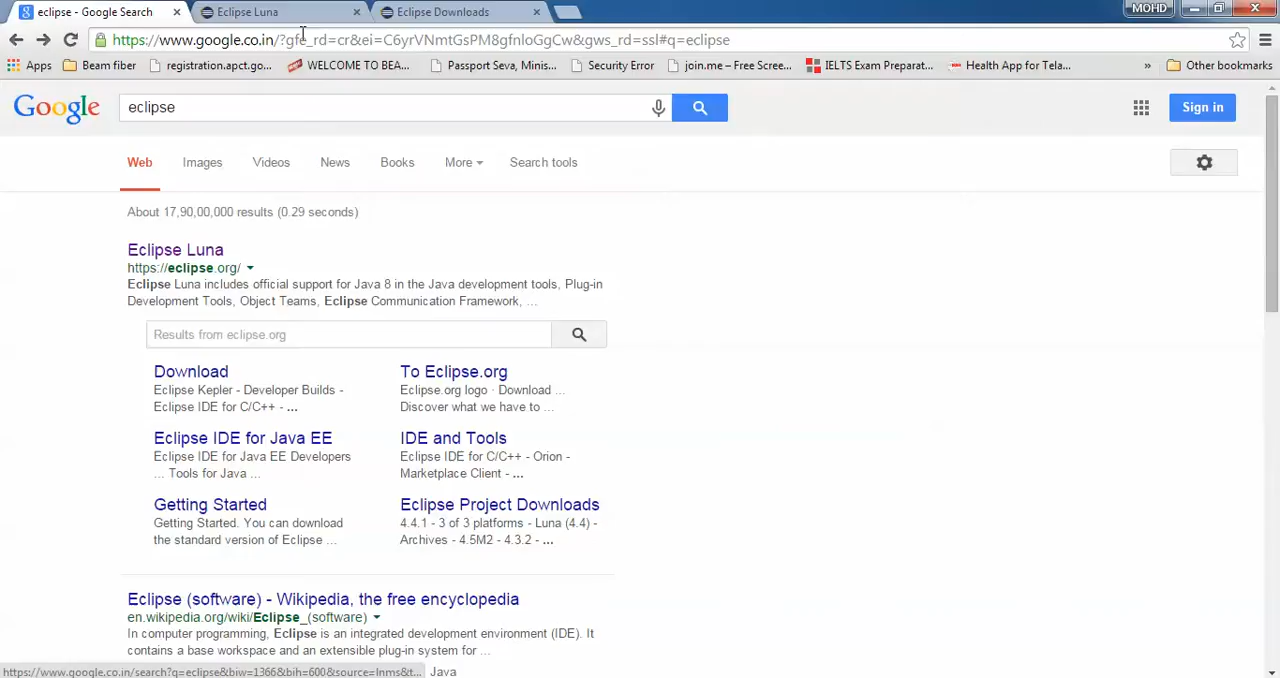 eclipse - Google Search
Eclipse Luna
Eclipse Downloads
MOHD
https://www.google.co.in/?gfe_rd=cr&ei=C6yrVNmtGsPM8gfnloGgCw&gws_rd=ssl#q=eclipse
Apps
Beam fiber
registration.apct.go...
WELCOME TO BEA...
Passport Seva, Minis...
Security Error
join.me – Free Scree...
IELTS Exam Preparat...
Health App for Tela...
»
Other bookmarks
Google
eclipse
Sign in
Web Images Videos News Books More Search tools
About 17,90,00,000 results (0.29 seconds)
Eclipse Luna
https://eclipse.org/
Eclipse Luna includes official support for Java 8 in the Java development tools, Plug-in
Development Tools, Object Teams, Eclipse Communication Framework, ...
Results from eclipse.org
Download
Eclipse Kepler - Developer Builds -
Eclipse IDE for C/C++ - ...
To Eclipse.org
Eclipse.org logo · Download ...
Discover what we have to ...
Eclipse IDE for Java EE
Eclipse IDE for Java EE Developers
... Tools for Java ...
IDE and Tools
Eclipse IDE for C/C++ - Orion -
Marketplace Client - ...
Getting Started
Getting Started. You can download
the standard version of Eclipse ...
Eclipse Project Downloads
4.4.1 - 3 of 3 platforms - Luna (4.4) -
Archives - 4.5M2 - 4.3.2 - ...
Eclipse (software) - Wikipedia, the free encyclopedia
en.wikipedia.org/wiki/Eclipse_(software)
In computer programming, Eclipse is an integrated development environment (IDE). It
contains a base workspace and an extensible plug-in system for ...
https://www.google.co.in/search?q=eclipse&biw=1366&bih=600&source=lnms&t...
Java